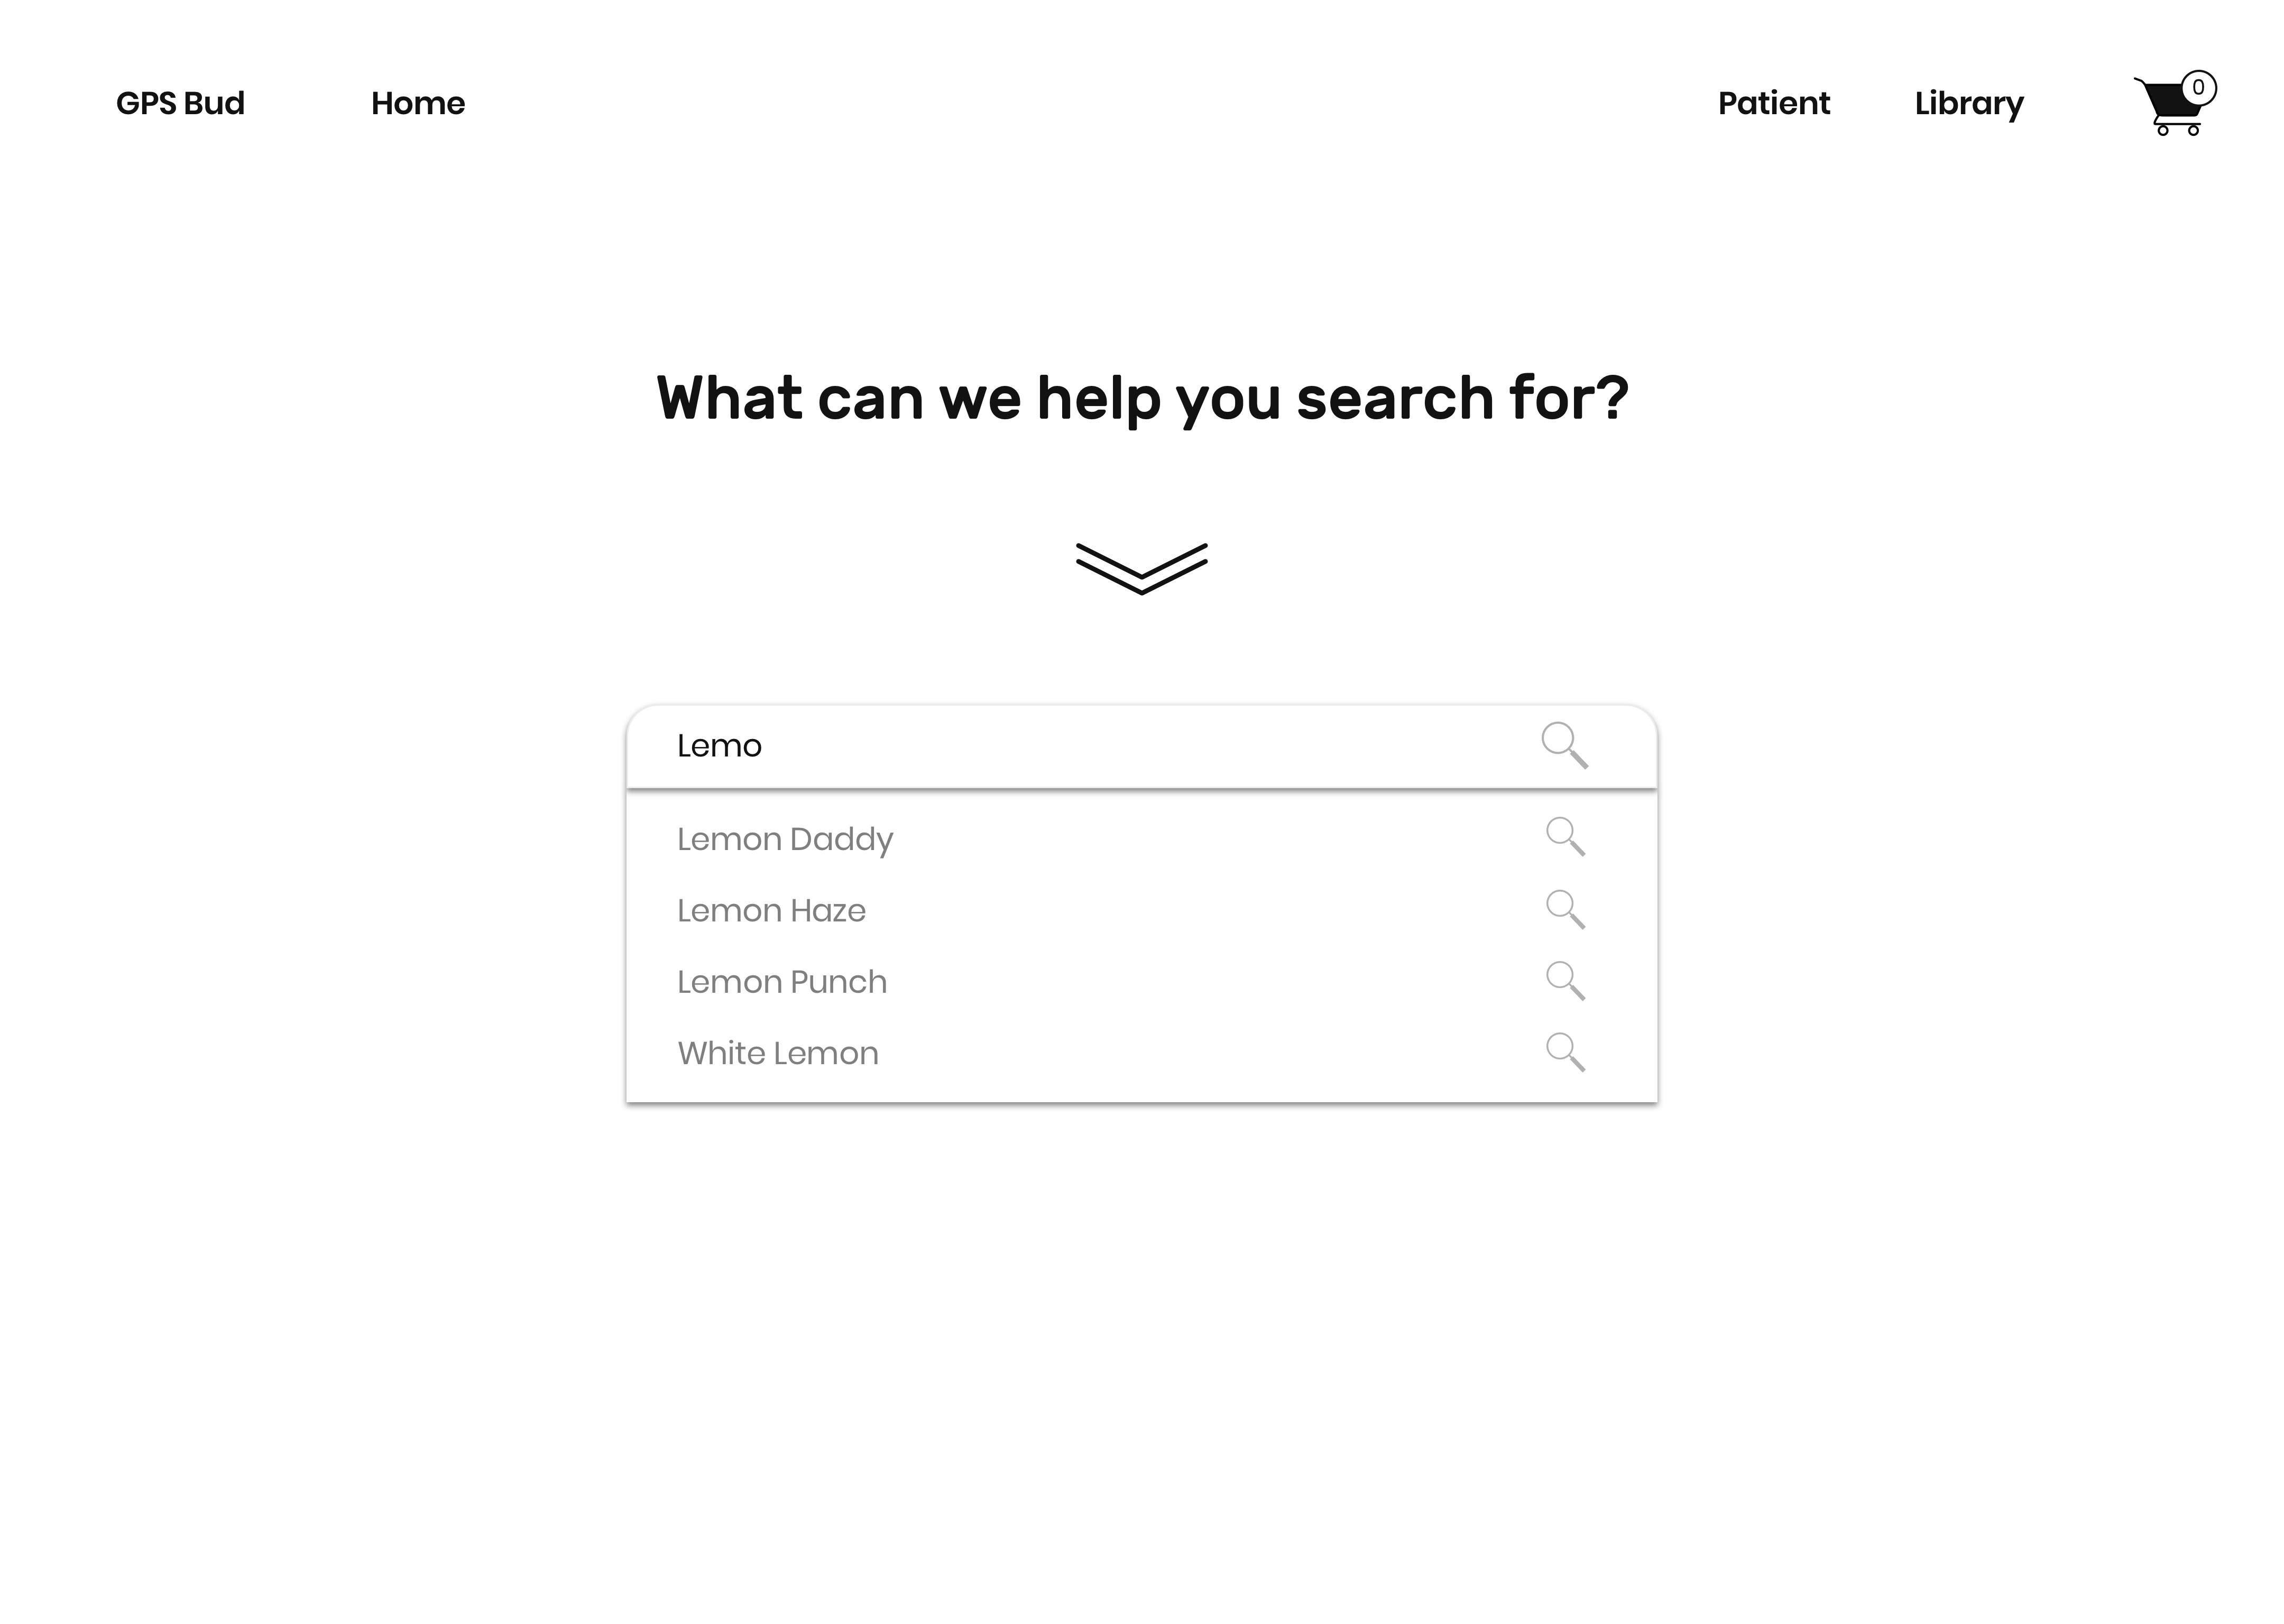 GPS Bud Home Patient Library 0
What can we help you search for?
Lemo
Lemon Daddy
Lemon Haze
Lemon Punch
White Lemon